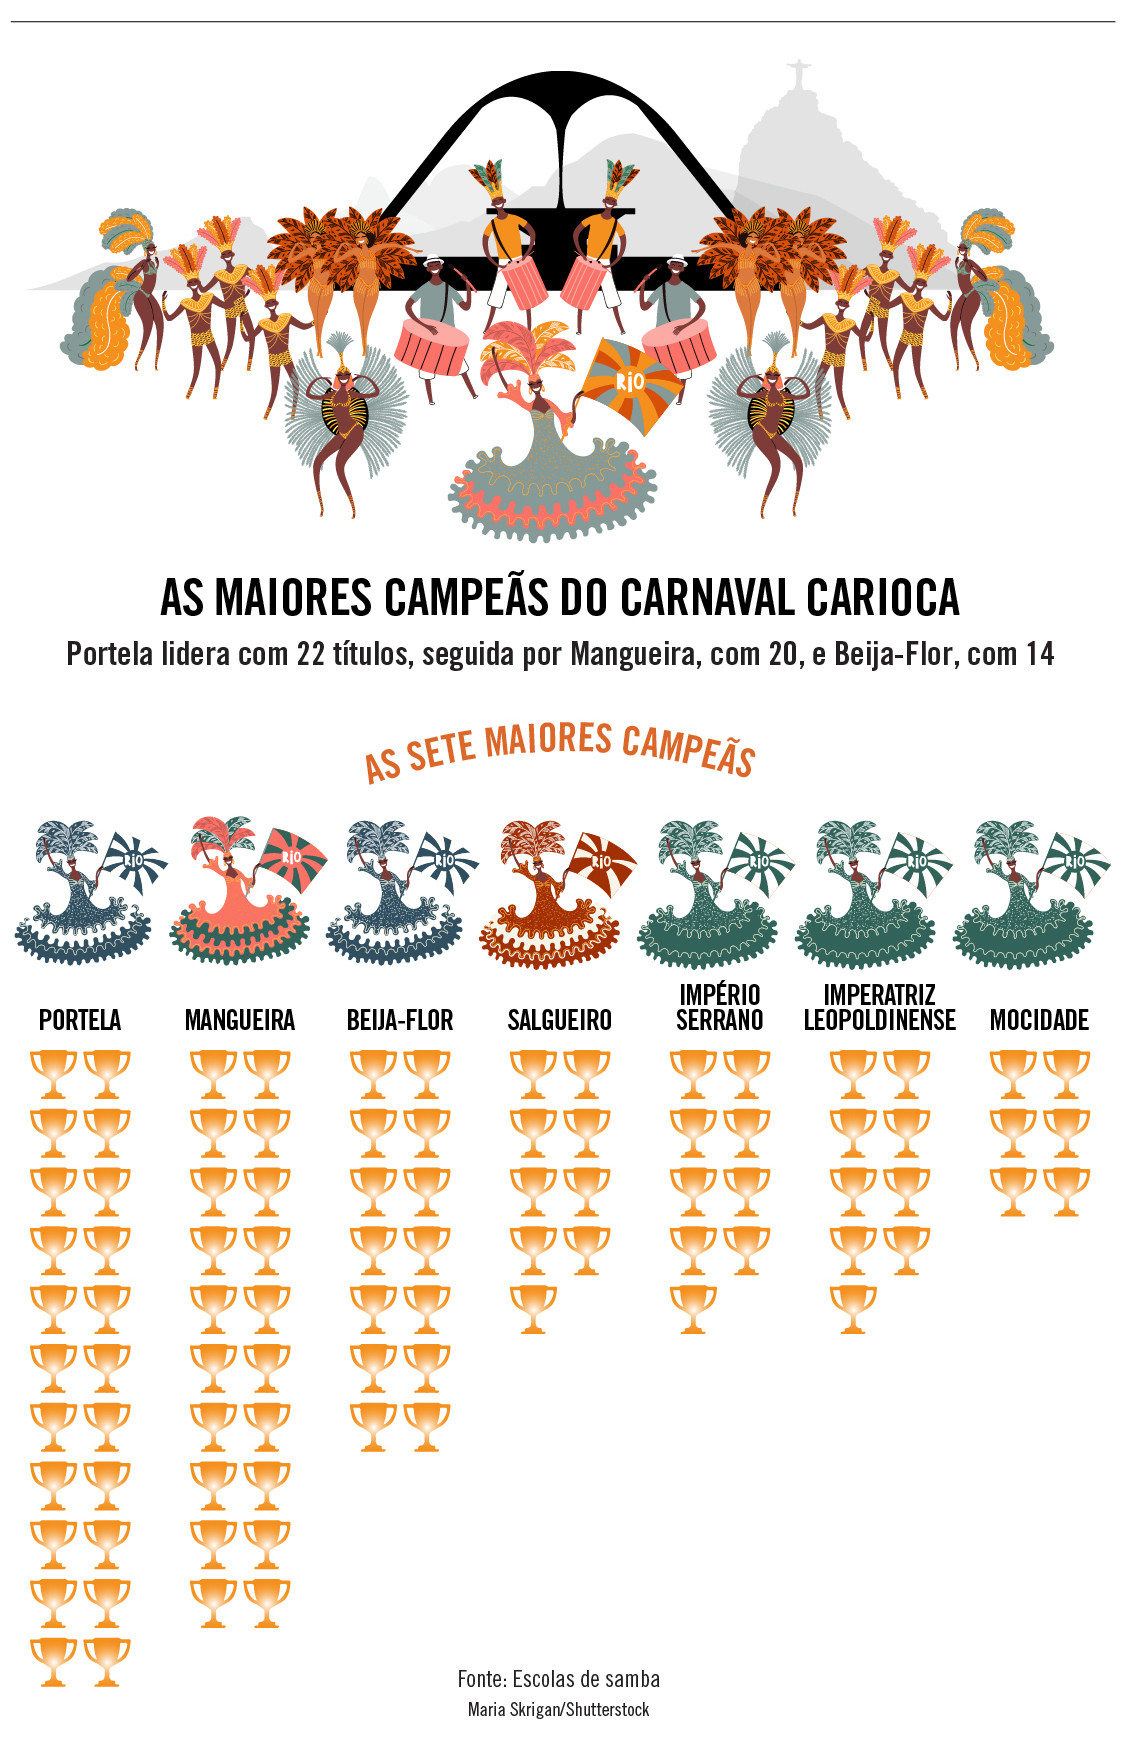 RIO
AS MAIORES CAMPEÃS DO CARNAVAL CARIOCA
Portela lidera com 22 títulos, seguida por Mangueira, com 20, e Beija-Flor, com 14
AS SETE MAIORES CAMPEÃS
RIO
RIO
RIO
RIO
RIO
RIO
RIO
PORTELA
MANGUEIRA
BEIJA-FLOR
SALGUEIRO
IMPÉRIO
SERRANO
IMPERATRIZ
LEOPOLDINENSE
MOCIDADE
Fonte: Escolas de samba
Maria Skrigan/Shutterstock